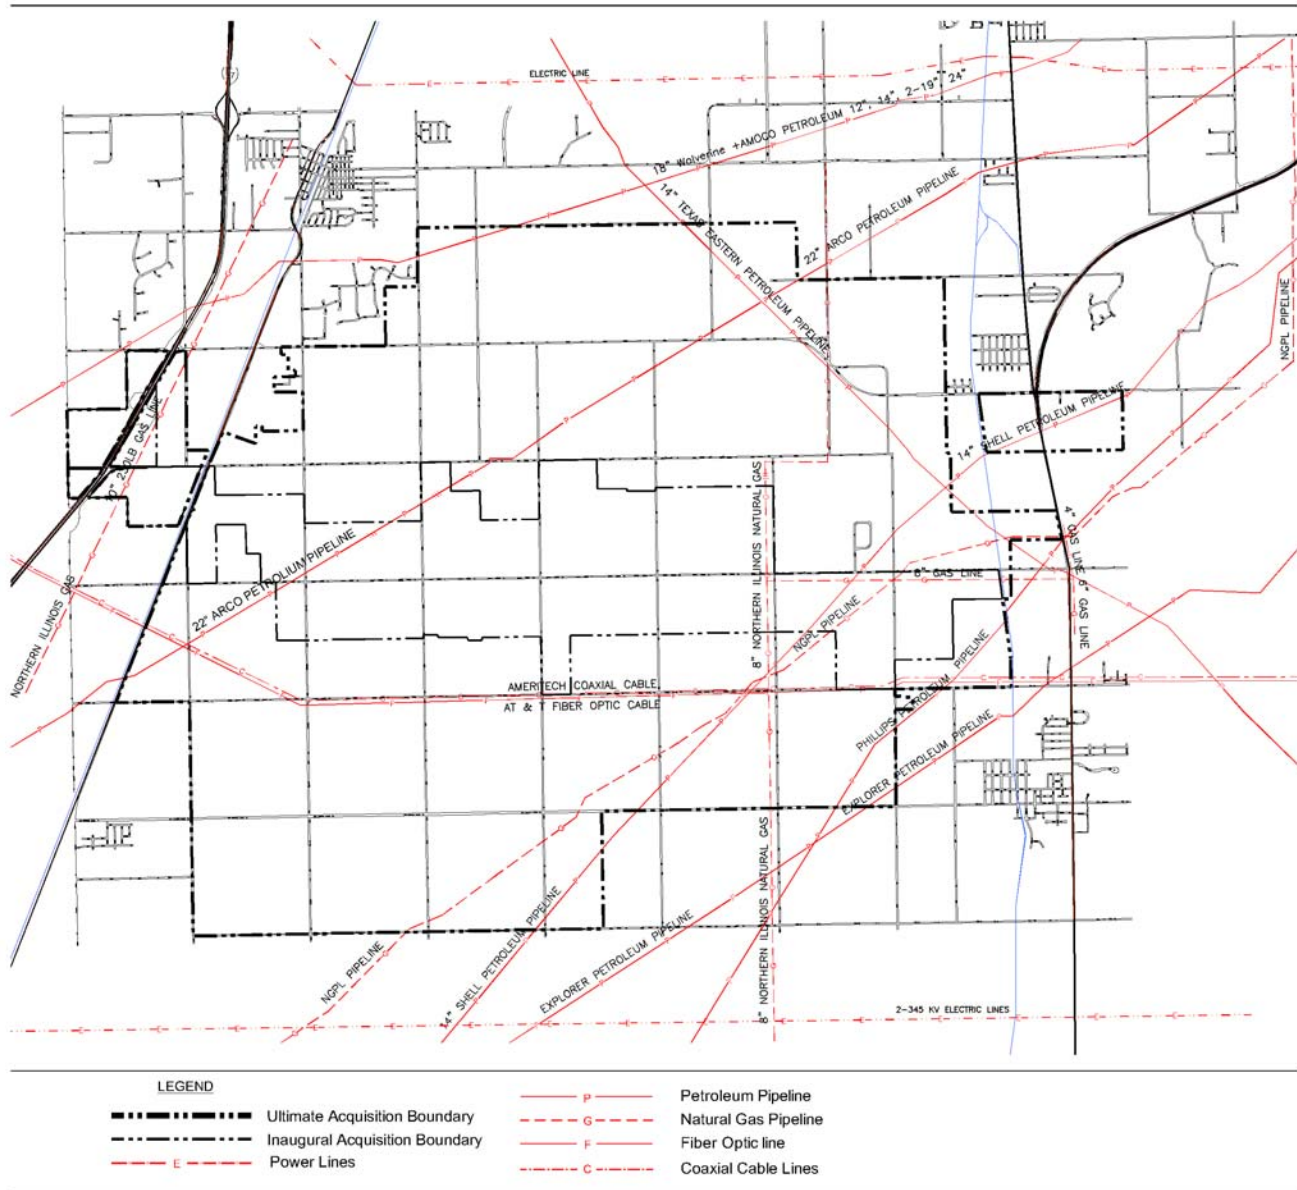 57
ELECTRIC LINE
18" Wolverine +AMOCO PETROLEUM 12", 14", 2-19" 24"
14" TEXAS EASTERN PETROLEUM PIPELINE
22" ARCO PETROLEUM PIPELINE
NGPL PIPELINE
14" SHELL PETROLEUM PIPELINE
250LB GAS LINE
8" NORTHERN ILLINOIS NATURAL GAS
4" GAS LINE, 6" GAS LINE
22" ARCO PETROLIUM PIPELINE
8" GAS LINE
NORTHERN ILLINOIS GAS
NGPL PIPELINE
AMERITECH COAXIAL CABLE
AT & T FIBER OPTIC CABLE
PHILLIPS PETROLEUM PIPELINE
EXPLORER PETROLEUM PIPELINE
8" NORTHERN ILLINOIS NATURAL GAS
NGPL PIPELINE
14" SHELL PETROLEUM PIPELINE
EXPLORER PETROLEUM PIPELINE
2-345 KV ELECTRIC LINES
LEGEND
Ultimate Acquisition Boundary
Inaugural Acquisition Boundary
E Power Lines
P Petroleum Pipeline
G Natural Gas Pipeline
F Fiber Optic line
C Coaxial Cable Lines